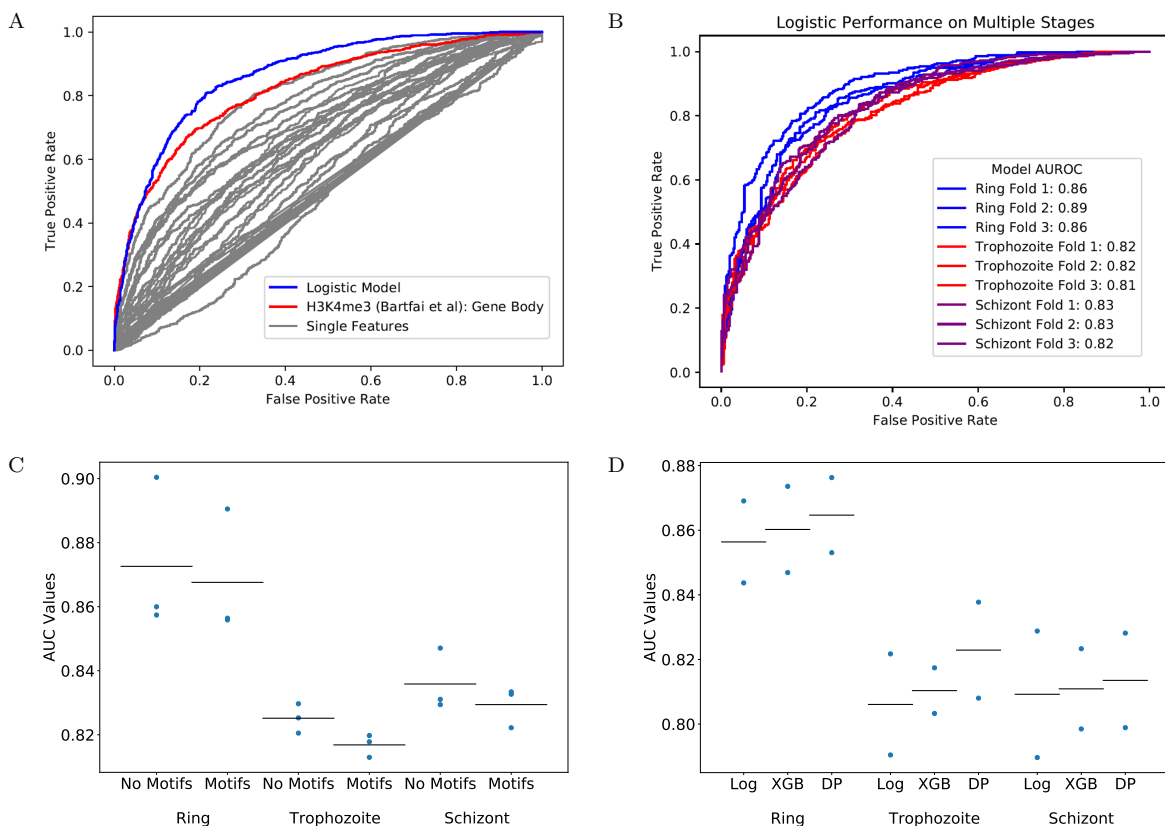 A
1.0
0.8
0.6
0.4
0.2
0.0
True Positive Rate
0.0 0.2 0.4 0.6 0.8 1.0
False Positive Rate
Logistic Model
H3K4me3 (Bartfai et al): Gene Body
Single Features
B
Logistic Performance on Multiple Stages
1.0
0.8
0.6
0.4
0.2
0.0
True Positive Rate
0.0 0.2 0.4 0.6 0.8 1.0
False Positive Rate
Model AUROC
Ring Fold 1: 0.86
Ring Fold 2: 0.89
Ring Fold 3: 0.86
Trophozoite Fold 1: 0.82
Trophozoite Fold 2: 0.82
Trophozoite Fold 3: 0.81
Schizont Fold 1: 0.83
Schizont Fold 2: 0.83
Schizont Fold 3: 0.82
C
0.90
0.88
0.86
0.84
0.82
AUC Values
No Motifs Motifs No Motifs Motifs No Motifs Motifs
Ring Trophozoite Schizont
D
0.88
0.86
0.84
0.82
0.80
AUC Values
Log XGB DP Log XGB DP Log XGB DP
Ring Trophozoite Schizont